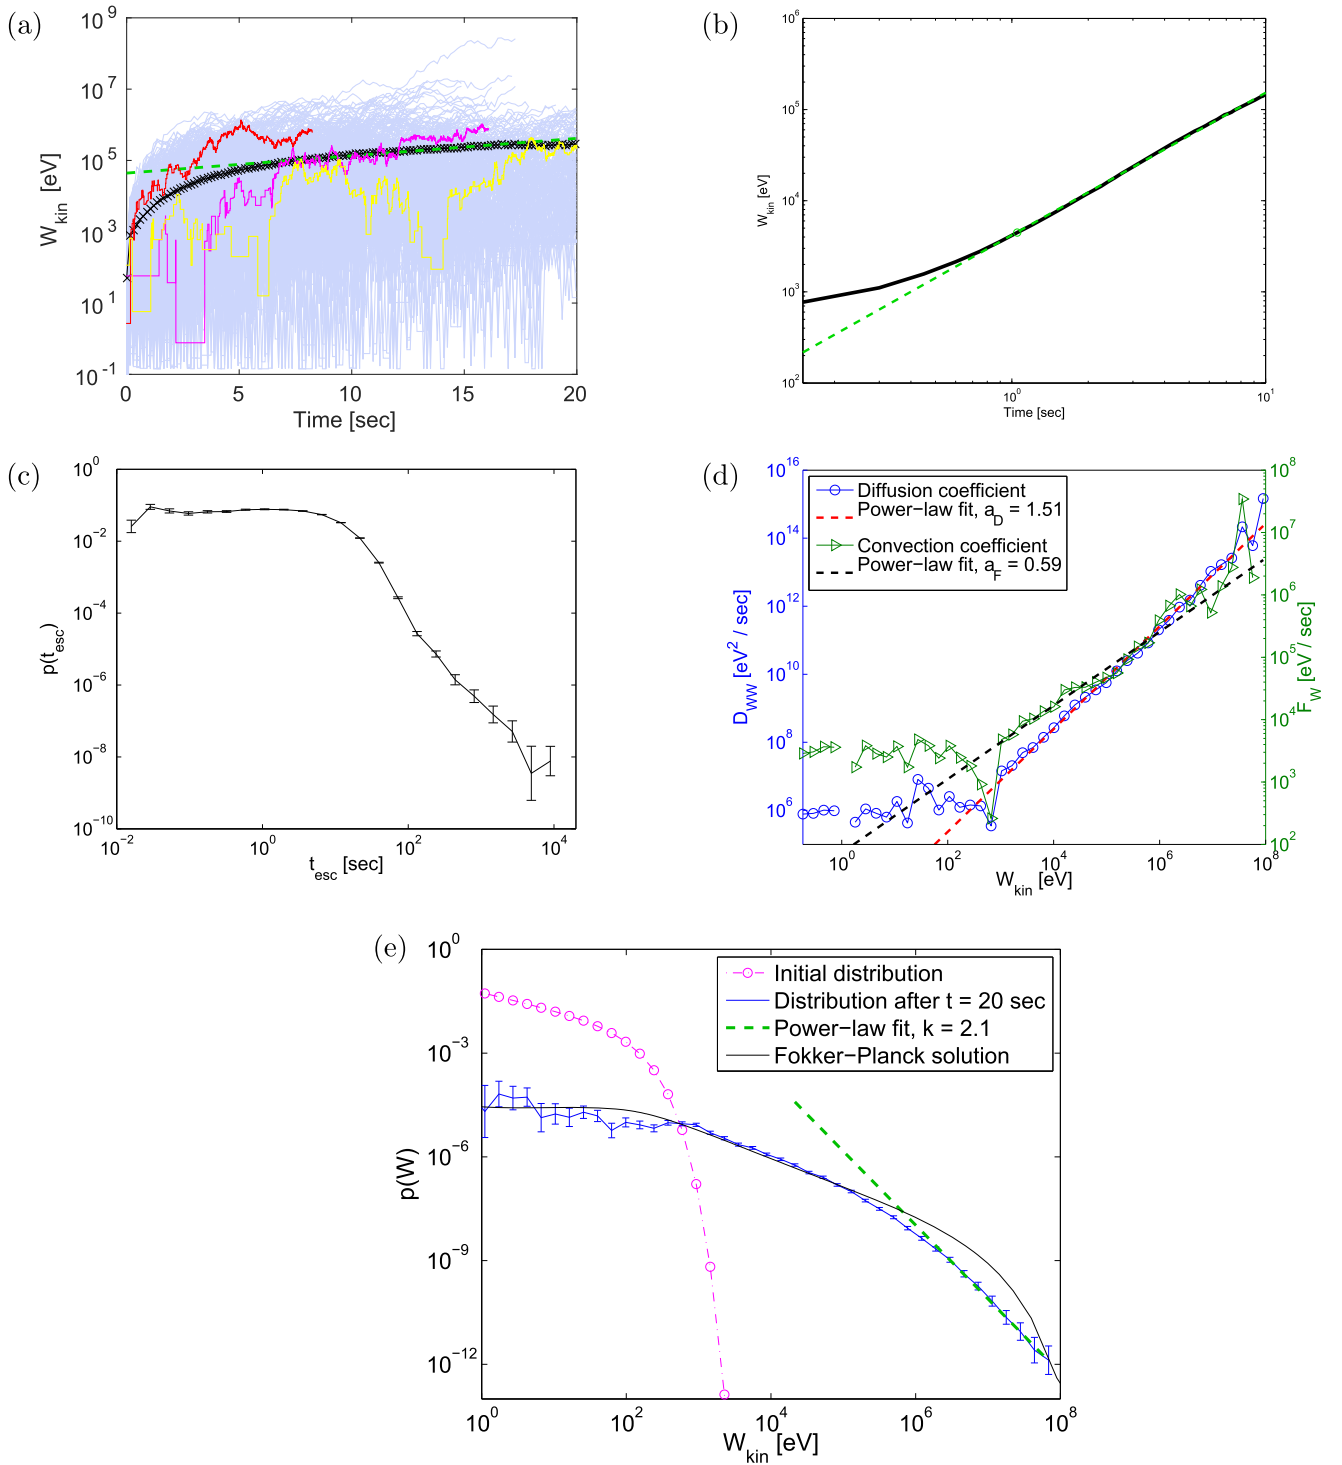 (a)
10^9
10^7
10^5
10^3
10^1
10^-1
W_kin [eV]
0 5 10 15 20
Time [sec]
(b)
10^6
10^5
10^4
10^3
10^2
W_kin [eV]
10^0 10^1
Time [sec]
(c)
10^0
10^-2
10^-4
10^-6
10^-8
10^-10
p(t_esc)
10^-2 10^0 10^2 10^4
t_esc [sec]
(d)
10^16
10^14
10^12
10^10
10^8
10^6
D_WW [eV^2 / sec]
Diffusion coefficient
Power-law fit, a_D = 1.51
Convection coefficient
Power-law fit, a_F = 0.59
10^8
10^7
10^6
10^5
10^4
10^3
10^2
F_W [eV / sec]
10^0 10^2 10^4 10^6 10^8
W_kin [eV]
(e)
10^0
10^-3
10^-6
10^-9
10^-12
p(W)
Initial distribution
Distribution after t = 20 sec
Power-law fit, k = 2.1
Fokker-Planck solution
10^0 10^2 10^4 10^6 10^8
W_kin [eV]